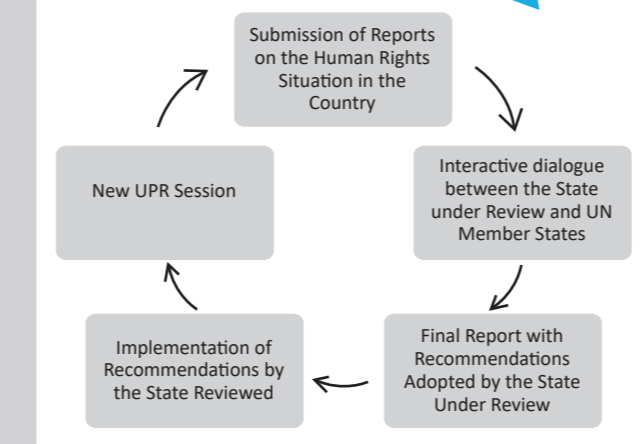 Submission of Reports
on the Human Rights
Situation in the
Country
Interactive dialogue
between the State
under Review and UN
Member States
Final Report with
Recommendations
Adopted by the State
Under Review
Implementation of
Recommendations by
the State Reviewed
New UPR Session